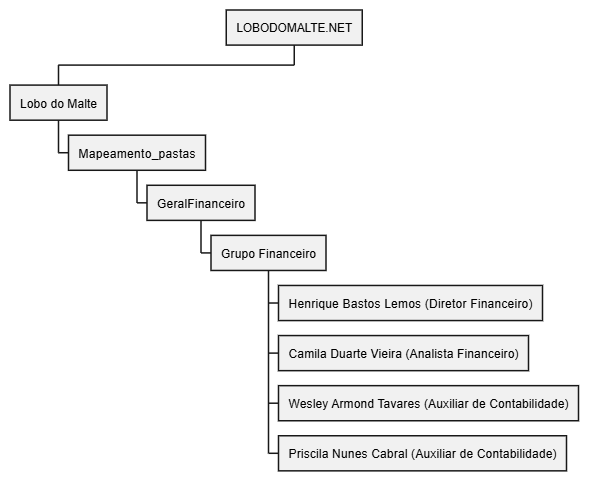 LOBODOMALTE.NET
Lobo do Malte
Mapeamento_pastas
GeralFinanceiro
Grupo Financeiro
Henrique Bastos Lemos (Diretor Financeiro)
Camila Duarte Vieira (Analista Financeiro)
Wesley Armond Tavares (Auxiliar de Contabilidade)
Priscila Nunes Cabral (Auxiliar de Contabilidade)